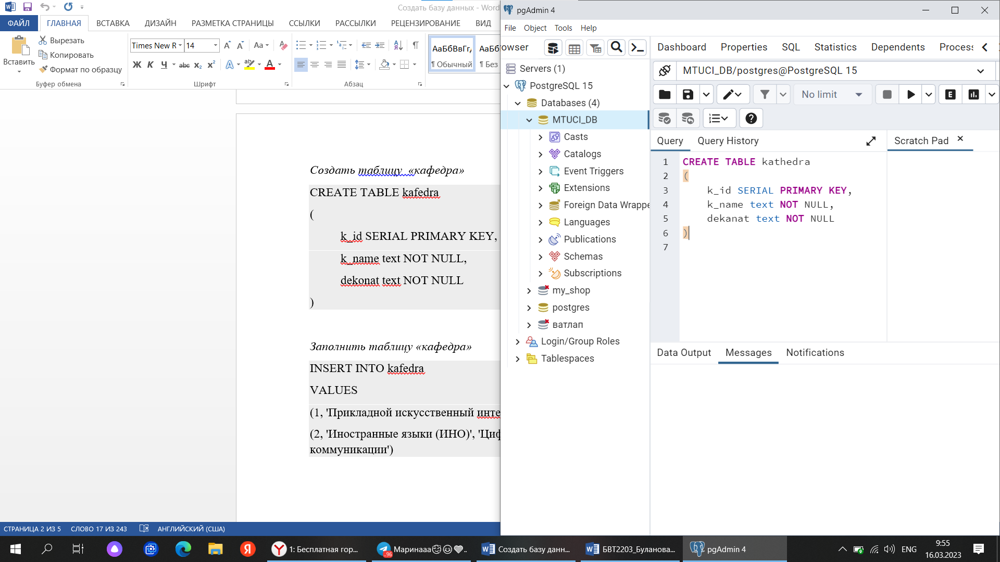 Создать базу данных - Word
ФАЙЛ ГЛАВНАЯ ВСТАВКА ДИЗАЙН РАЗМЕТКА СТРАНИЦЫ ССЫЛКИ РАССЫЛКИ РЕЦЕНЗИРОВАНИЕ ВИД
Вставить
Вырезать
Копировать
Формат по образцу
Times New R 14
Aa
Ж К Ч abc x₂ x²
АаБбВвГг,
¶ Обычный
¶ Без
Буфер обмена Шрифт Абзац
Создать таблицу «кафедра»
CREATE TABLE kafedra
(
k_id SERIAL PRIMARY KEY,
k_name text NOT NULL,
dekonat text NOT NULL
)
Заполнить таблицу «кафедра»
INSERT INTO kafedra
VALUES
(1, 'Прикладной искусственный инте
(2, 'Иностранные языки (ИНО)', 'Циф
коммуникации')
СТРАНИЦА 2 ИЗ 5 СЛОВО 17 ИЗ 243 АНГЛИЙСКИЙ (США)
pgAdmin 4
File Object Tools Help
owser
Servers (1)
PostgreSQL 15
Databases (4)
MTUCI_DB
Casts
Catalogs
Event Triggers
Extensions
Foreign Data Wrappe
Languages
Publications
Schemas
Subscriptions
my_shop
postgres
ватлап
Login/Group Roles
Tablespaces
Dashboard Properties SQL Statistics Dependents Process
MTUCI_DB/postgres@PostgreSQL 15
No limit
E
Query Query History
Scratch Pad
1 CREATE TABLE kathedra
2 (
3 k_id SERIAL PRIMARY KEY,
4 k_name text NOT NULL,
5 dekanat text NOT NULL
6 )
7
Data Output Messages Notifications
1: Бесплатная гор...
96
Маринааа
Создать базу данн...
БВТ2203_Буланова...
pgAdmin 4
ENG
9:55
16.03.2023